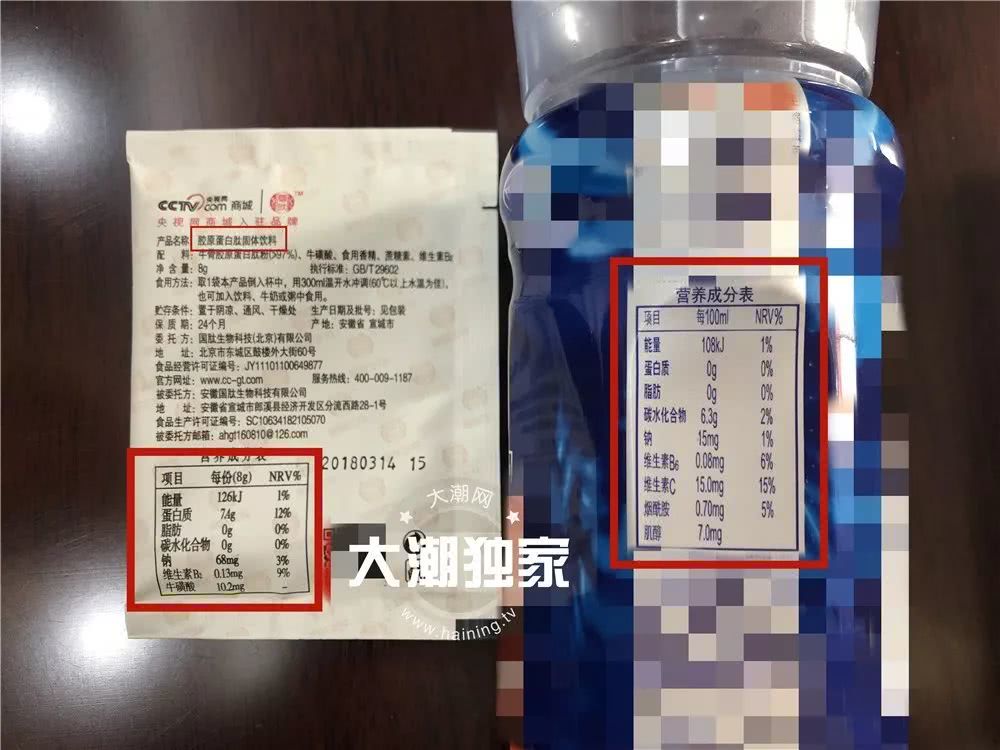 CCTV 央视网 com 商城 TM
央视网商城入驻品牌
产品名称: 胶原蛋白肽固体饮料
配 料: 牛骨胶原蛋白肽粉(>97%)、牛磺酸、食用香精、蔗糖素、维生素B₂
净含量: 8g 执行标准: GB/T29602
食用方法: 取1袋本产品倒入杯中，用300ml温开水冲调(60℃以上水温为佳)，
也可加入饮料、牛奶或粥中食用。
贮存条件: 置于阴凉、通风、干燥处 生产日期及批号: 见包装
保质期: 24个月 产地: 安徽省 宣城市
委托方: 国肽生物科技(北京)有限公司
地 址: 北京市东城区鼓楼外大街60号
食品经营许可证编号: JY11101100649877
官方网址: www.cc-gt.com 服务热线: 400-009-1187
被委托方: 安徽国肽生物科技有限公司
地 址: 安徽省宣城市郎溪县经济开发区分流西路28-1号
食品生产许可证编号: SC10634182105070
被委托方邮箱: ahgt160810@126.com
营养成分表
20180314 15
项目 每份(8g) NRV%
能量 126kJ 1%
蛋白质 7.4g 12%
脂肪 0g 0%
碳水化合物 0g 0%
钠 68mg 3%
维生素B₂ 0.13mg 9%
牛磺酸 10.2mg –
大潮网
大潮独家
www.haining.tv
营养成分表
项目 每100ml NRV%
能量 108kJ 1%
蛋白质 0g 0%
脂肪 0g 0%
碳水化合物 6.3g 2%
钠 15mg 1%
维生素B₆ 0.08mg 6%
维生素C 15.0mg 15%
烟酰胺 0.70mg 5%
肌醇 7.0mg